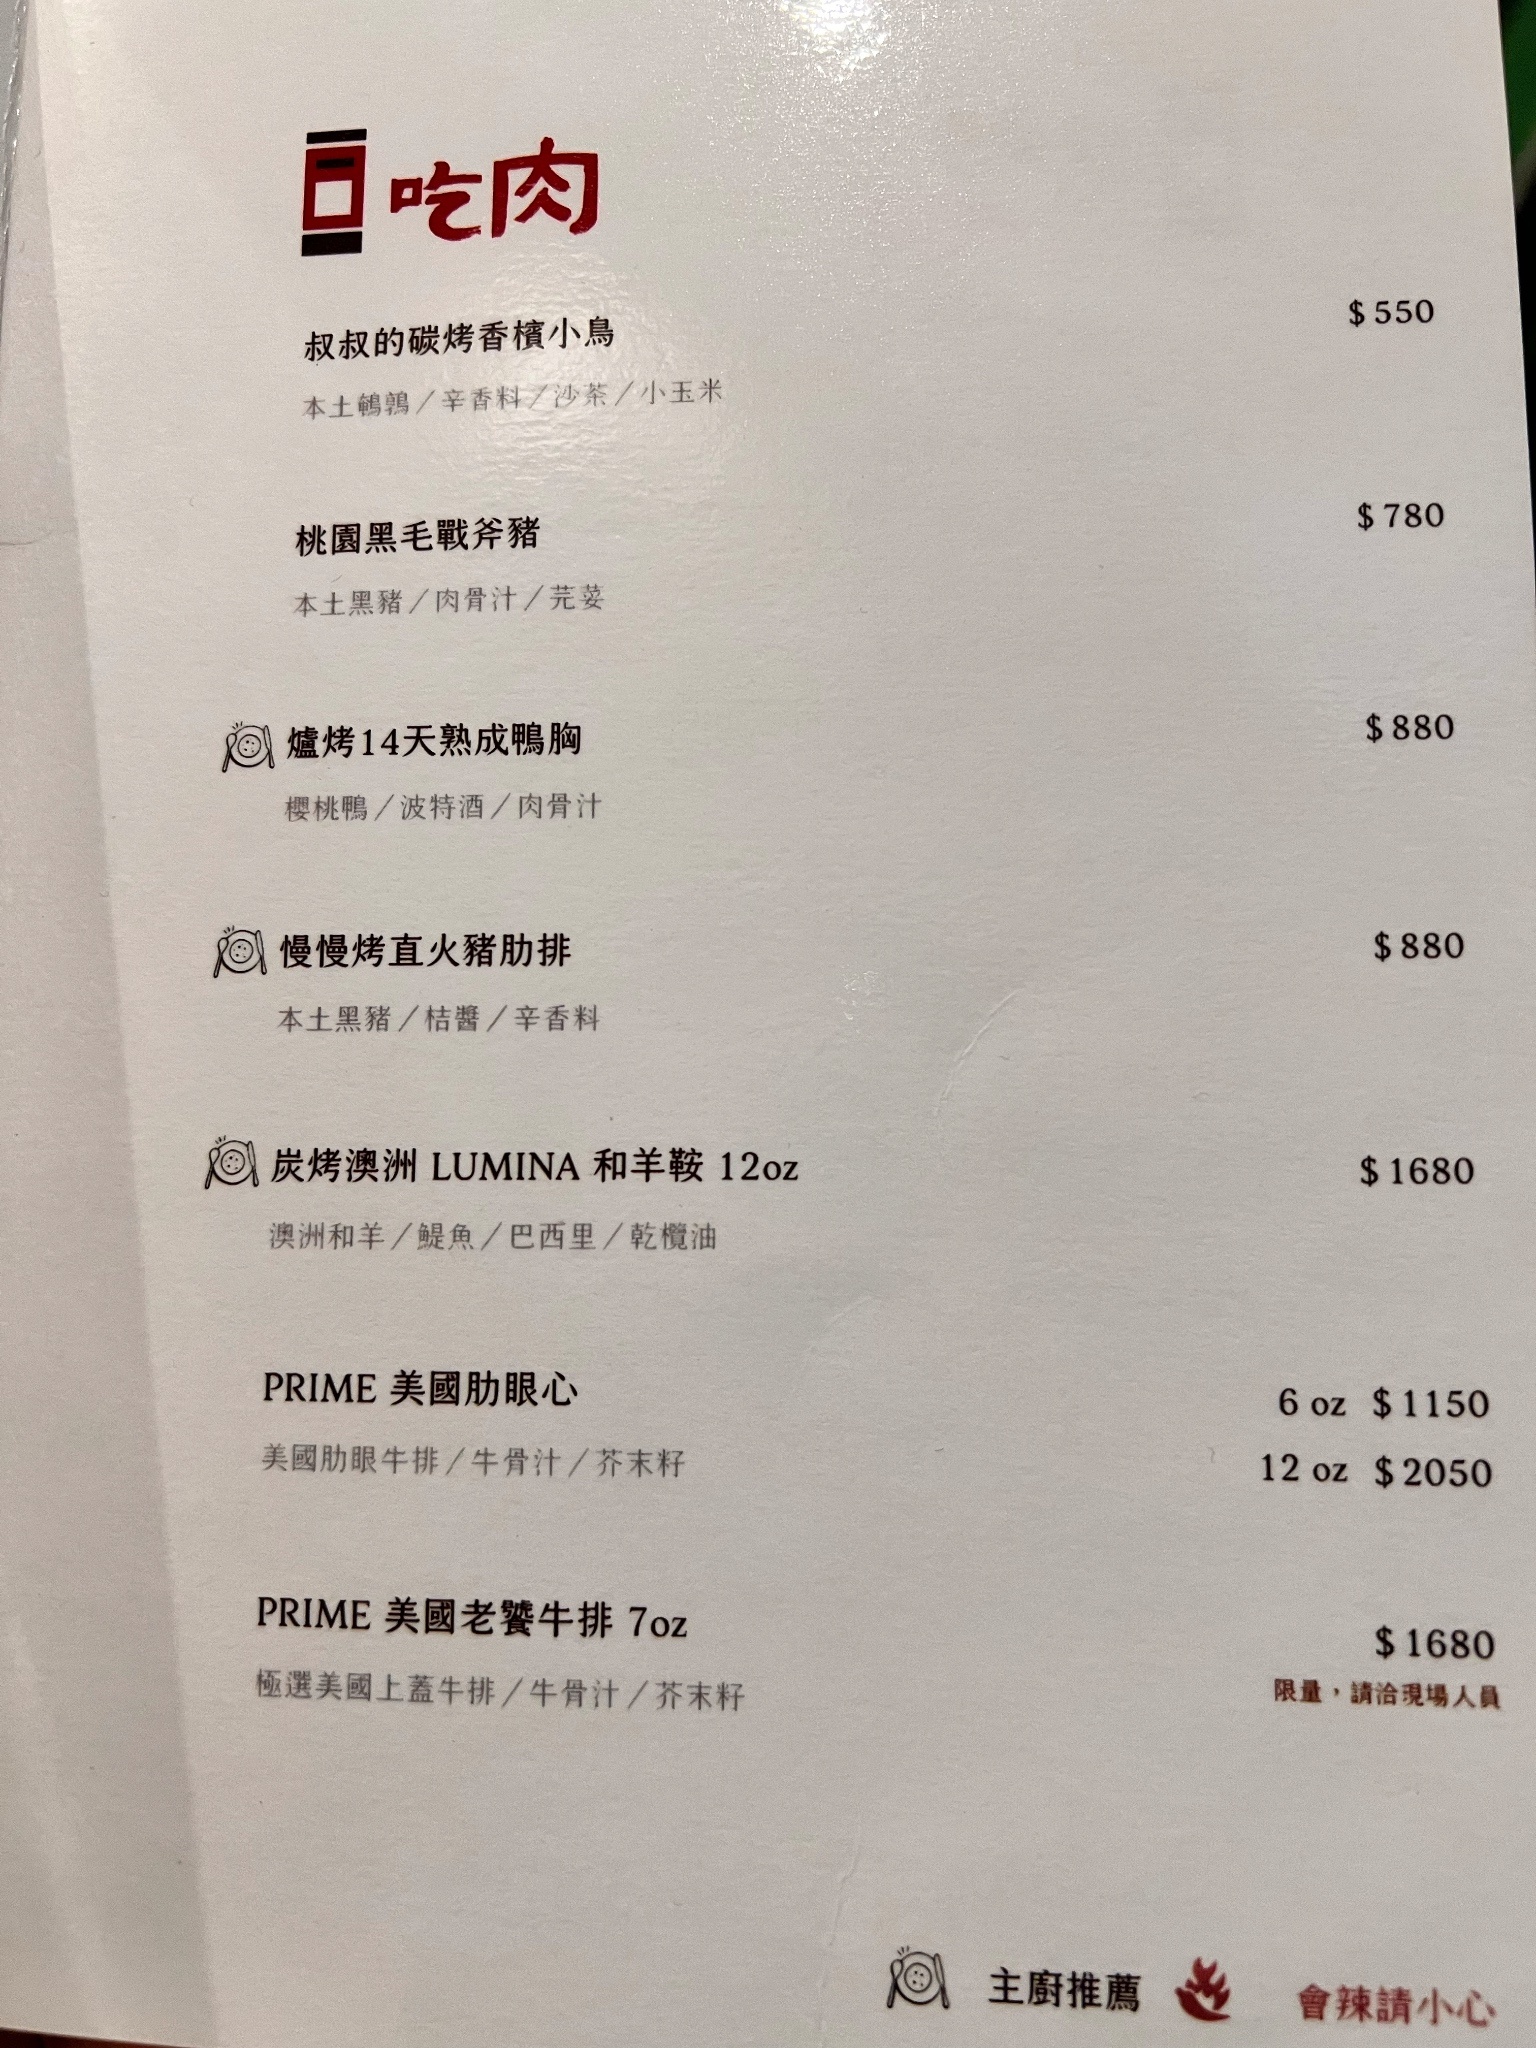 吃肉
叔叔的碳烤香檳小鳥 $550
本土鵪鶉／辛香料／沙茶／小玉米
桃園黑毛戰斧豬 $780
本土黑豬／肉骨汁／芫荽
爐烤14天熟成鴨胸 $880
櫻桃鴨／波特酒／肉骨汁
慢慢烤直火豬肋排 $880
本土黑豬／桔醬／辛香料
炭烤澳洲 LUMINA 和羊鞍 12oz $1680
澳洲和羊／鯷魚／巴西里／乾欖油
PRIME 美國肋眼心 6 oz $1150
美國肋眼牛排／牛骨汁／芥末籽 12 oz $2050
PRIME 美國老饕牛排 7oz $1680
極選美國上蓋牛排／牛骨汁／芥末籽 限量，請洽現場人員
主廚推薦 會辣請小心